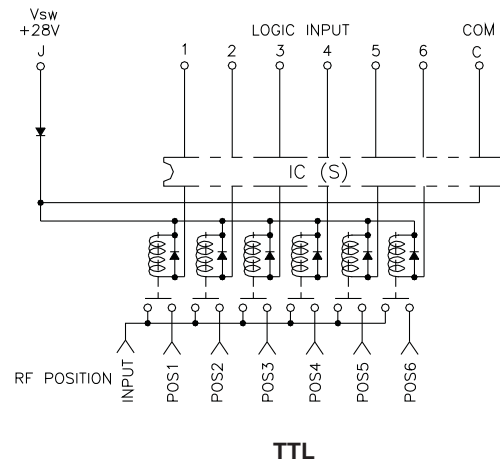 Vsw
+28V
J
LOGIC INPUT
COM
1 2 3 4 5 6 C
IC (S)
RF POSITION
INPUT
POS1
POS2
POS3
POS4
POS5
POS6
TTL